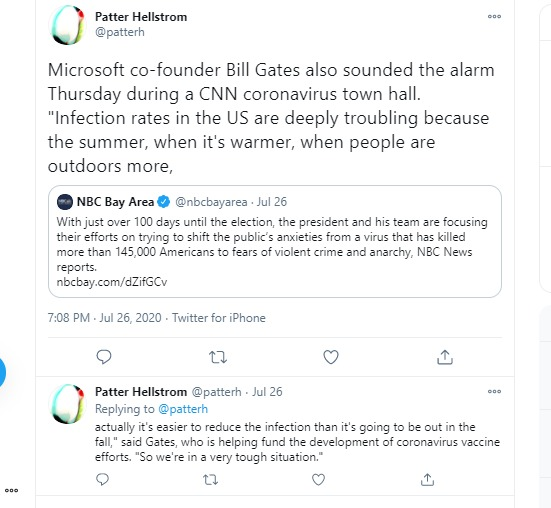 Patter Hellstrom
@patterh
Microsoft co-founder Bill Gates also sounded the alarm
Thursday during a CNN coronavirus town hall.
"Infection rates in the US are deeply troubling because
the summer, when it's warmer, when people are
outdoors more,
NBC Bay Area @nbcbayarea · Jul 26
With just over 100 days until the election, the president and his team are focusing
their efforts on trying to shift the public's anxieties from a virus that has killed
more than 145,000 Americans to fears of violent crime and anarchy, NBC News
reports.
nbcbay.com/dZifGCv
7:08 PM · Jul 26, 2020 · Twitter for iPhone
Patter Hellstrom @patterh · Jul 26
Replying to @patterh
actually it's easier to reduce the infection than it's going to be out in the
fall," said Gates, who is helping fund the development of coronavirus vaccine
efforts. "So we're in a very tough situation."